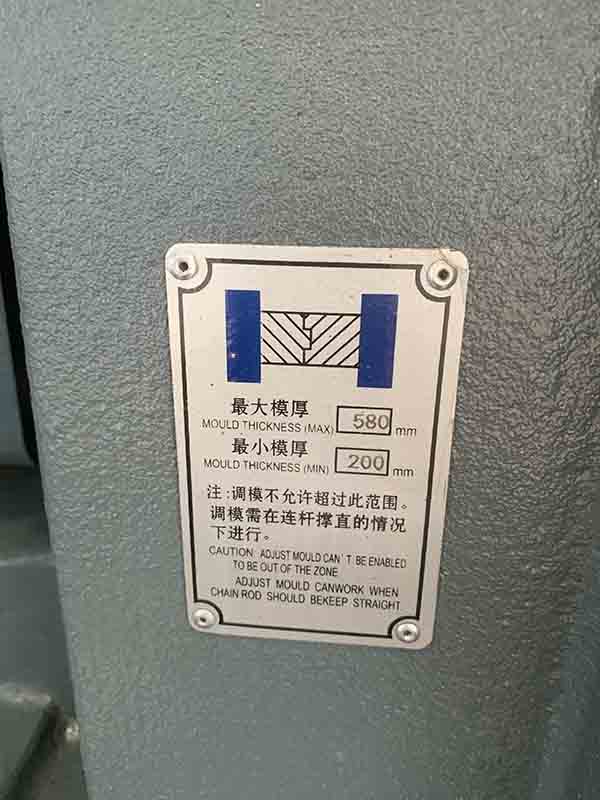 最大模厚
MOULD THICKNESS (MAX) 580 mm
最小模厚
MOULD THICKNESS (MIN) 200 mm
注:调模不允许超过此范围。
调模需在连杆撑直的情况
下进行。
CAUTION: ADJUST MOULD CAN'T BE ENABLED
TO BE OUT OF THE ZONE
ADJUST MOULD CANWORK WHEN
CHAIN ROD SHOULD BEKEEP STRAIGHT